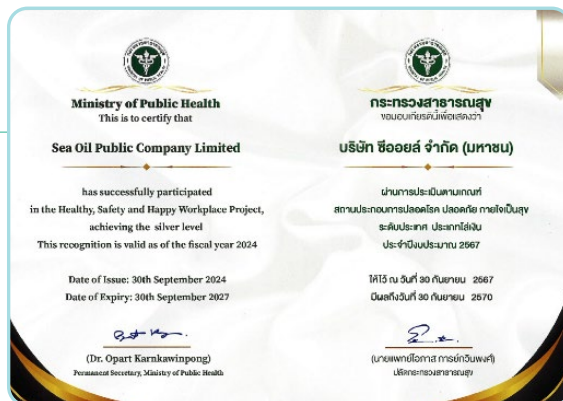 Ministry of Public Health
This is to certify that
Sea Oil Public Company Limited
has successfully participated
in the Healthy, Safety and Happy Workplace Project,
achieving the silver level
This recognition is valid as of the fiscal year 2024
Date of Issue: 30th September 2024
Date of Expiry: 30th September 2027
(Dr. Opart Karnkawinpong)
Permanent Secretary, Ministry of Public Health
กระทรวงสาธารณสุข
ขอมอบเกียรตินี้เพื่อแสดงว่า
บริษัท ซีออยล์ จำกัด (มหาชน)
ผ่านการประเมินตามเกณฑ์
สถานประกอบการปลอดโรค ปลอดภัย กายใจเป็นสุข
ระดับประเทศ ประเภทโล่เงิน
ประจำปีงบประมาณ 2567
ให้ไว้ ณ วันที่ 30 กันยายน 2567
มีผลถึงวันที่ 30 กันยายน 2570
(นายแพทย์โอภาส การย์กวินพงศ์)
ปลัดกระทรวงสาธารณสุข